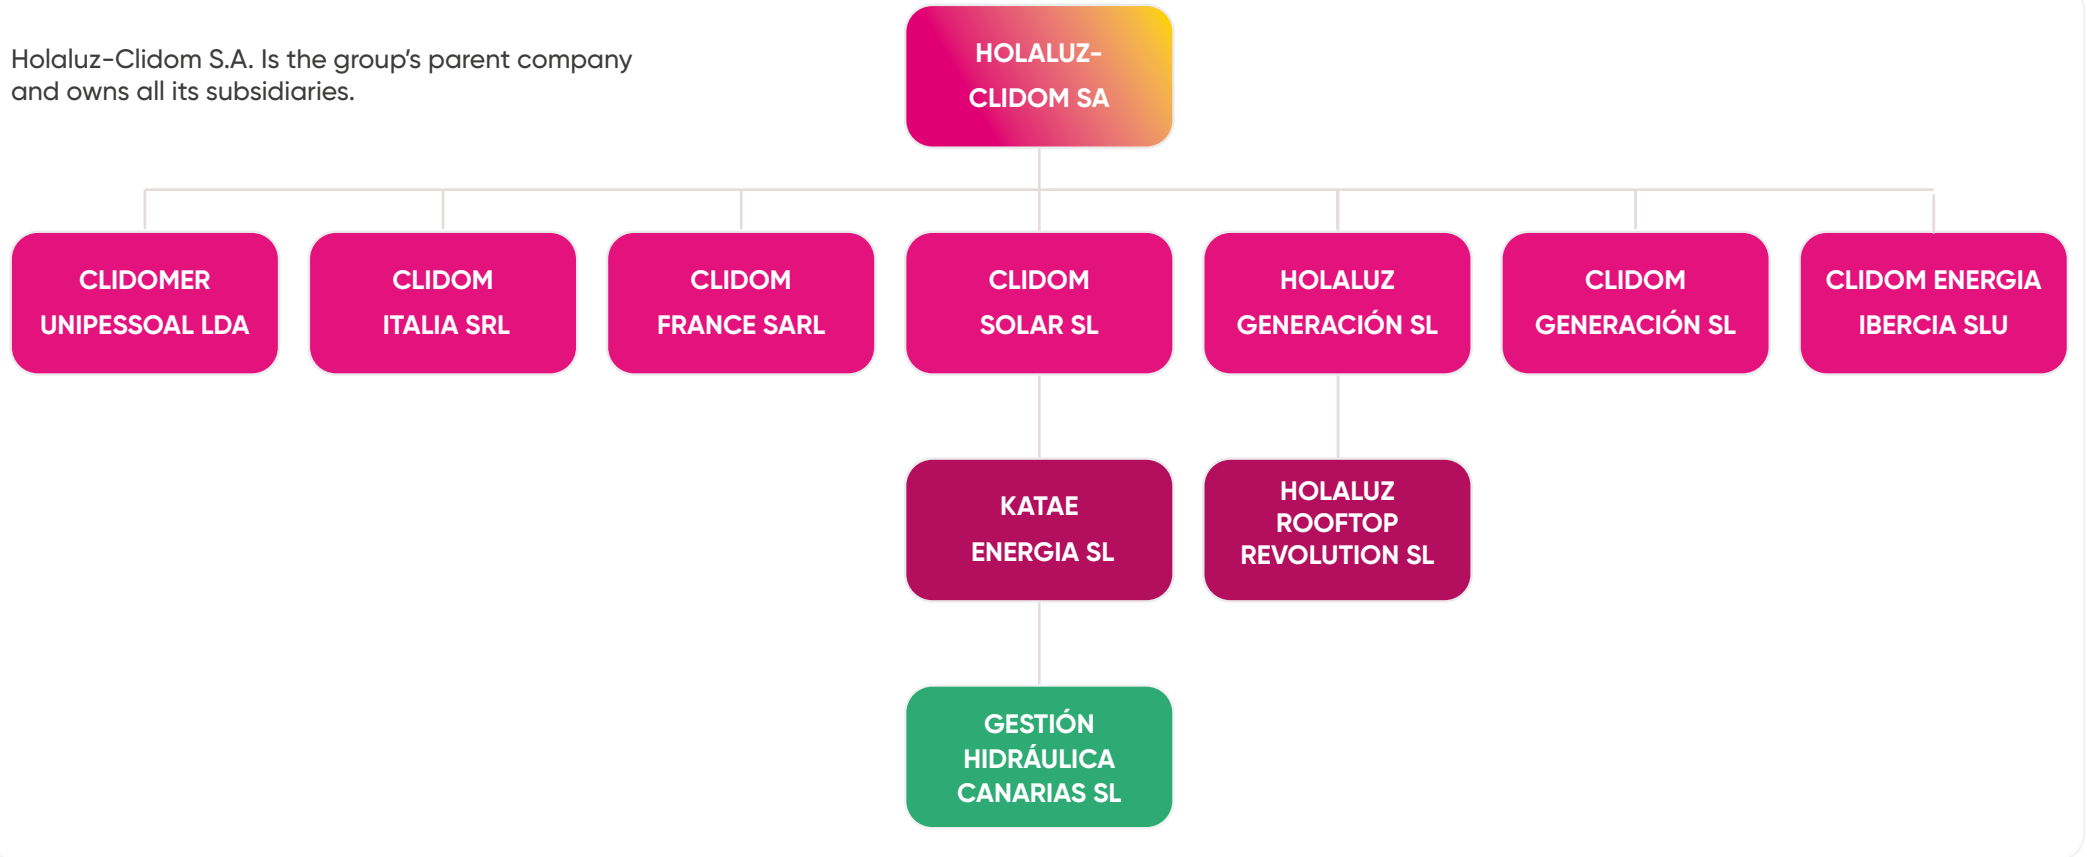 Holaluz-Clidom S.A. Is the group's parent company
and owns all its subsidiaries.
HOLALUZ-
CLIDOM SA
CLIDOMER
UNIPESSOAL LDA
CLIDOM
ITALIA SRL
CLIDOM
FRANCE SARL
CLIDOM
SOLAR SL
HOLALUZ
GENERACIÓN SL
CLIDOM
GENERACIÓN SL
CLIDOM ENERGIA
IBERCIA SLU
KATAE
ENERGIA SL
HOLALUZ
ROOFTOP
REVOLUTION SL
GESTIÓN
HIDRÁULICA
CANARIAS SL